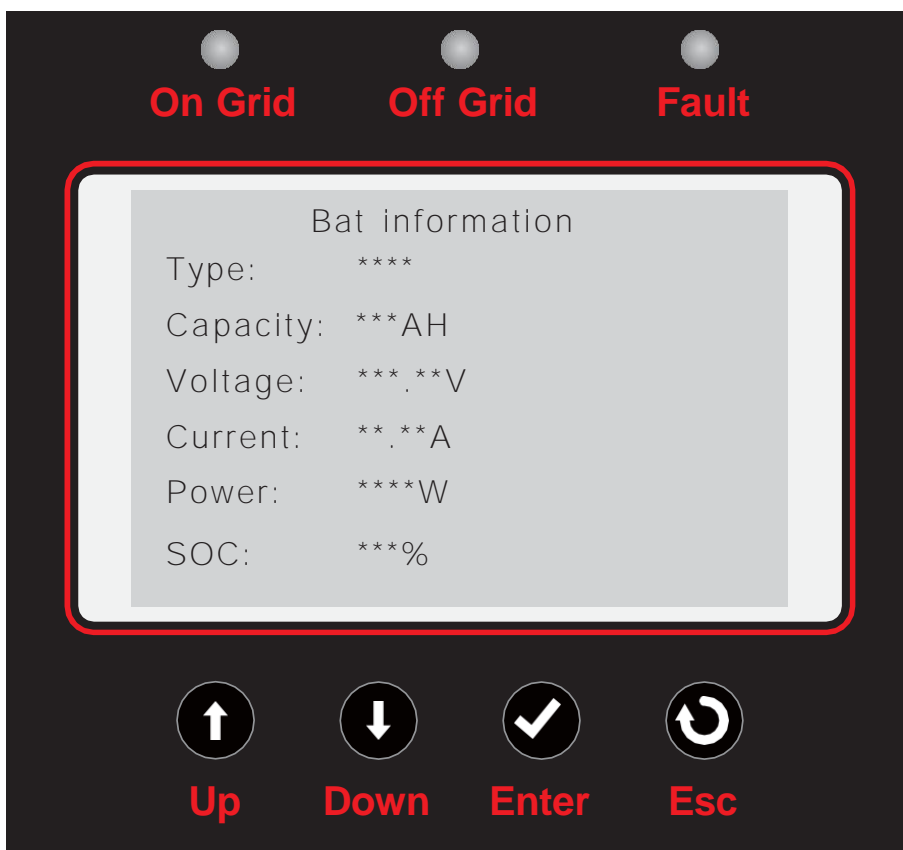 On Grid Off Grid Fault
Bat information
Type: ****
Capacity: ***AH
Voltage: ***.**V
Current: **.**A
Power: ****W
SOC: ***%
Up Down Enter Esc